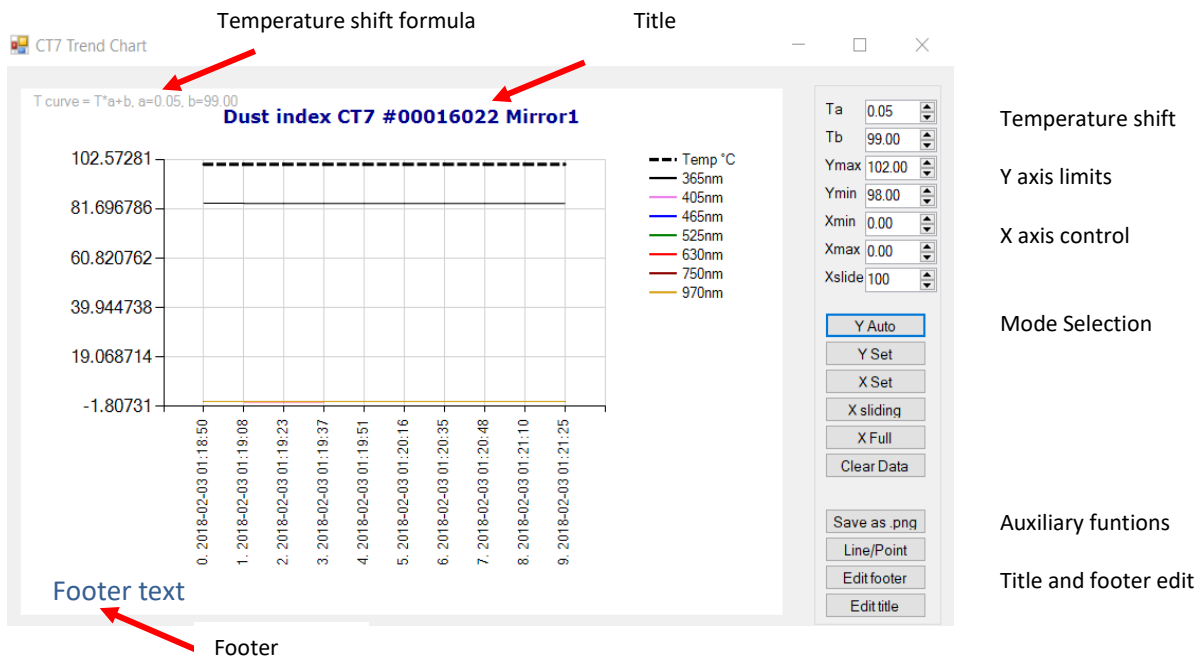 Temperature shift formula
Title
CT7 Trend Chart
T curve = T*a+b, a=0.05, b=99.00
Dust index CT7 #00016022 Mirror1
102.57281
81.696786
60.820762
39.944738
19.068714
-1.80731
0. 2018-02-03 01:18:50
1. 2018-02-03 01:19:08
2. 2018-02-03 01:19:23
3. 2018-02-03 01:19:37
4. 2018-02-03 01:19:51
5. 2018-02-03 01:20:16
6. 2018-02-03 01:20:35
7. 2018-02-03 01:20:48
8. 2018-02-03 01:21:10
9. 2018-02-03 01:21:25
Temp °C
365nm
405nm
465nm
525nm
630nm
750nm
970nm
Footer text
Footer
Ta 0.05
Tb 99.00
Ymax 102.00
Ymin 98.00
Xmin 0.00
Xmax 0.00
Xslide 100
Y Auto
Y Set
X Set
X sliding
X Full
Clear Data
Save as .png
Line/Point
Edit footer
Edit title
Temperature shift
Y axis limits
X axis control
Mode Selection
Auxiliary funtions
Title and footer edit